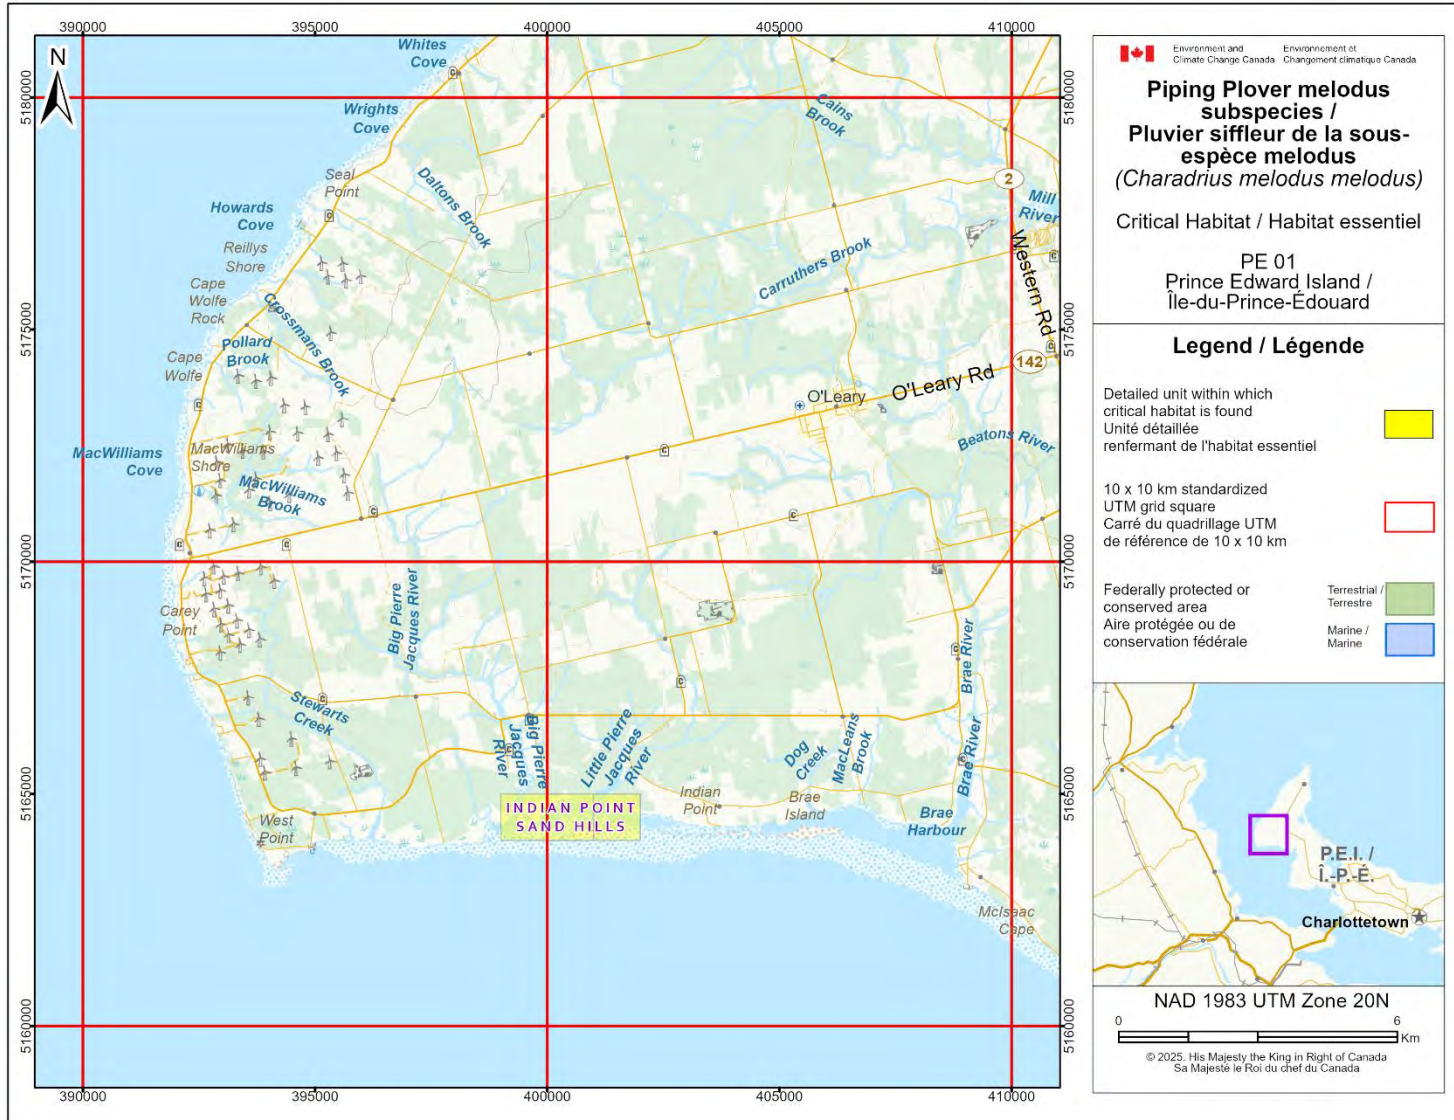 390000
395000
400000
405000
410000
5180000
5175000
5170000
5165000
5160000
N
Whites
Cove
Wrights
Cove
Seal
Point
Howards
Cove
Reillys
Shore
Cape
Wolfe
Rock
Daltons Brook
Cains
Brook
2
Mill
River
Western Rd
Carruthers Brook
Crossmans Brook
Pollard
Brook
Cape
Wolfe
142
O'Leary Rd
O'Leary
Beatons River
MacWilliams
Cove
MacWilliams
Shore
MacWilliams
Brook
Carey
Point
Big Pierre
Jacques River
Stewarts
Creek
Big Pierre
Jacques
River
Little Pierre
Jacques
River
Dog
Creek
MacLeans
Brook
Brae River
Brae River
INDIAN POINT
SAND HILLS
Indian
Point
Brae
Island
Brae
Harbour
West
Point
McIsaac
Cape
5180000
5175000
5170000
5165000
5160000
390000
395000
400000
405000
410000
Environment and
Climate Change Canada
Environnement et
Changement climatique Canada
Piping Plover melodus
subspecies /
Pluvier siffleur de la sous-
espèce melodus
(Charadrius melodus melodus)
Critical Habitat / Habitat essentiel
PE 01
Prince Edward Island /
Île-du-Prince-Édouard
Legend / Légende
Detailed unit within which
critical habitat is found
Unité détaillée
renfermant de l'habitat essentiel
10 x 10 km standardized
UTM grid square
Carré du quadrillage UTM
de référence de 10 x 10 km
Federally protected or
conserved area
Aire protégée ou de
conservation fédérale
Terrestrial /
Terrestre
Marine /
Marine
P.E.I. /
Î.-P.-É.
Charlottetown
NAD 1983 UTM Zone 20N
0
6
Km
© 2025. His Majesty the King in Right of Canada
Sa Majesté le Roi du chef du Canada